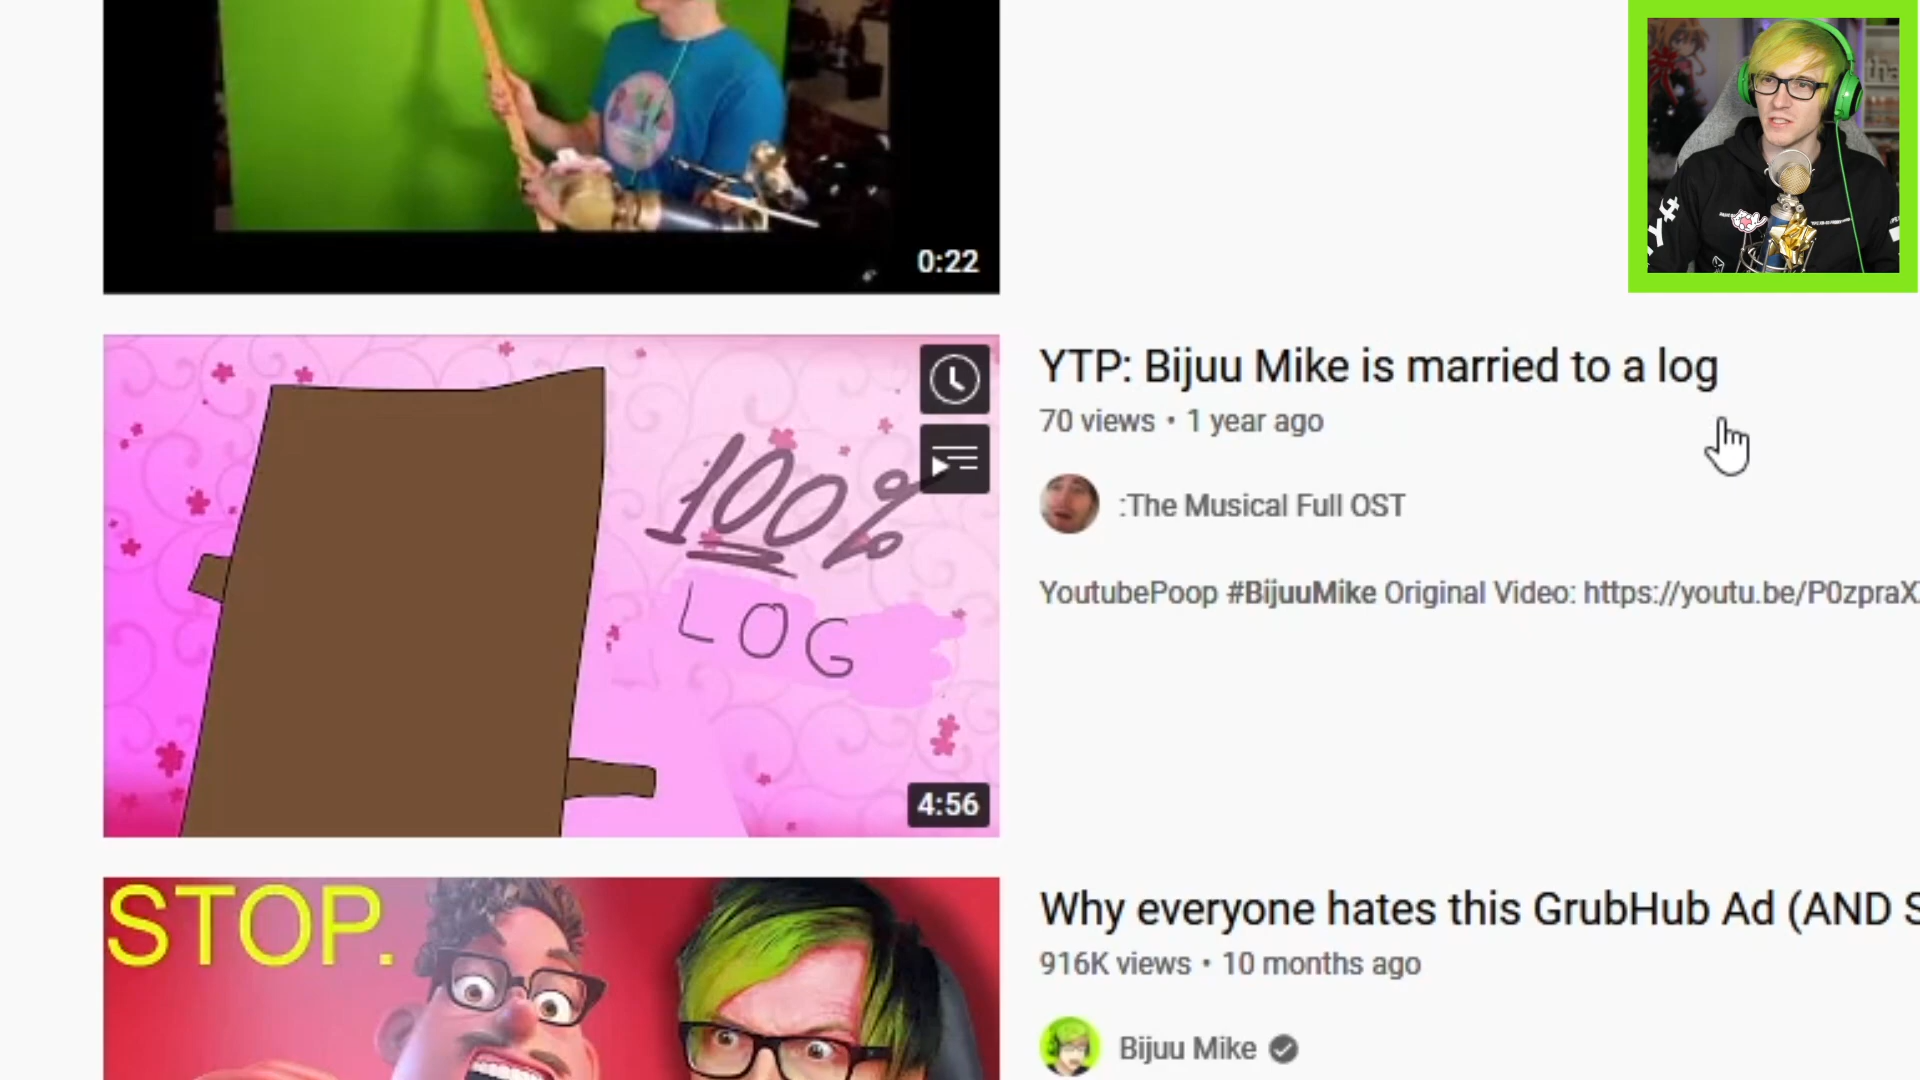 0:22
YTP: Bijuu Mike is married to a log
70 views • 1 year ago
:The Musical Full OST
YoutubePoop #BijuuMike Original Video: https://youtu.be/P0zpraX
100%
LOG
4:56
STOP.
Why everyone hates this GrubHub Ad (AND S
916K views • 10 months ago
Bijuu Mike